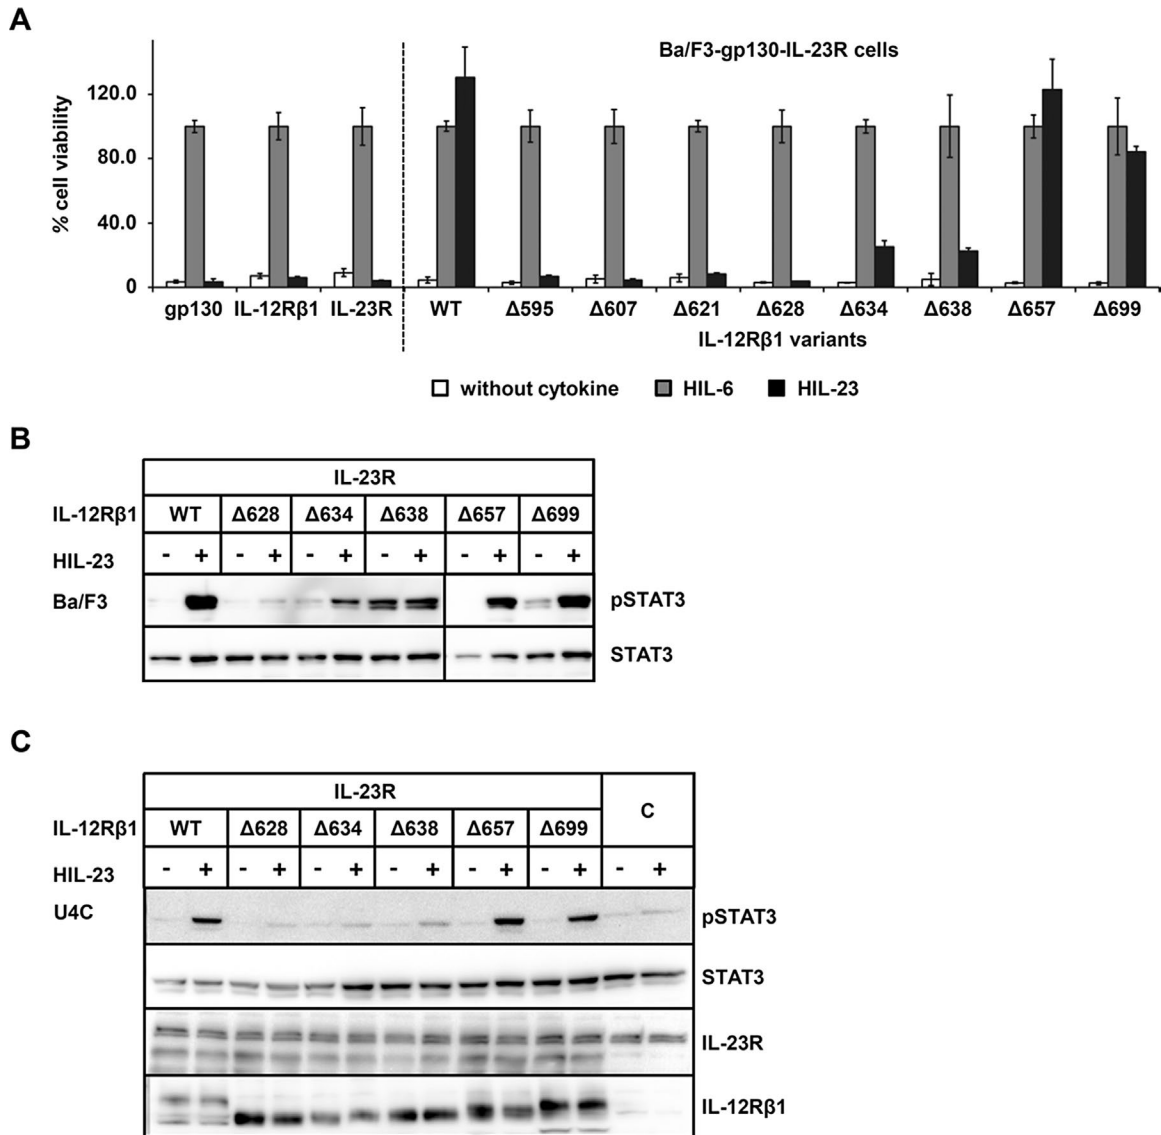 A
Ba/F3-gp130-IL-23R cells
% cell viability
120.0
80.0
40.0
0
gp130 IL-12Rβ1 IL-23R WT Δ595 Δ607 Δ621 Δ628 Δ634 Δ638 Δ657 Δ699
IL-12Rβ1 variants
without cytokine HIL-6 HIL-23
B
IL-23R
IL-12Rβ1 WT Δ628 Δ634 Δ638 Δ657 Δ699
HIL-23 - + - + - + - + - + - +
Ba/F3 pSTAT3
STAT3
C
IL-23R C
IL-12Rβ1 WT Δ628 Δ634 Δ638 Δ657 Δ699
HIL-23 - + - + - + - + - + - + - +
U4C pSTAT3
STAT3
IL-23R
IL-12Rβ1